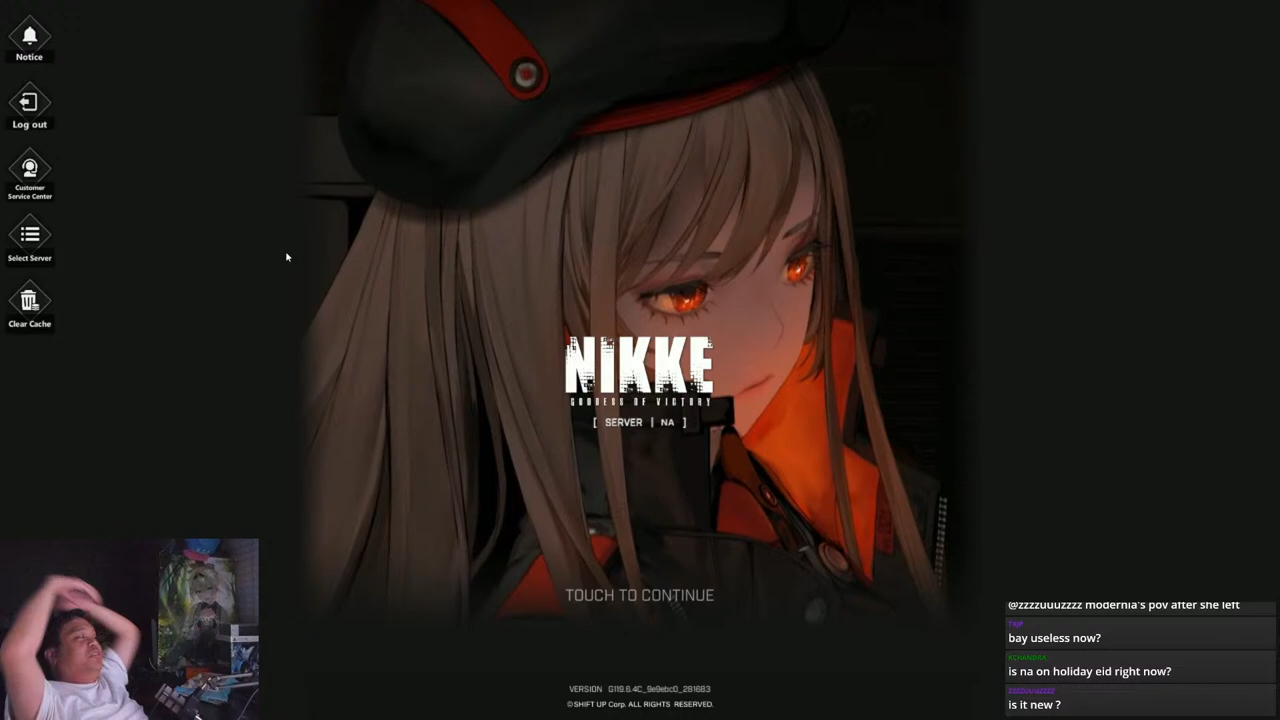 Notice
Log out
Customer
Service Center
Select Server
Clear Cache
NIKKE
GODDESS OF VICTORY
[ SERVER | NA ]
TOUCH TO CONTINUE
VERSION G119.6.4C_9e9ebc0_281683
©SHIFT UP Corp. ALL RIGHTS RESERVED.
@zzzzuuuzzzz modernia's pov after she left
bay useless now?
KCHANDRA
is na on holiday eid right now?
ZZZZUUUZZZZ
is it new ?